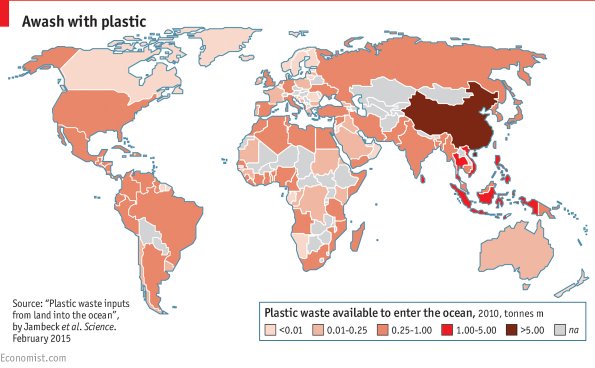 Awash with plastic
Source: “Plastic waste inputs
from land into the ocean”,
by Jambeck et al. Science.
February 2015
Plastic waste available to enter the ocean, 2010, tonnes m
<0.01 0.01-0.25 0.25-1.00 1.00-5.00 >5.00 na
Economist.com